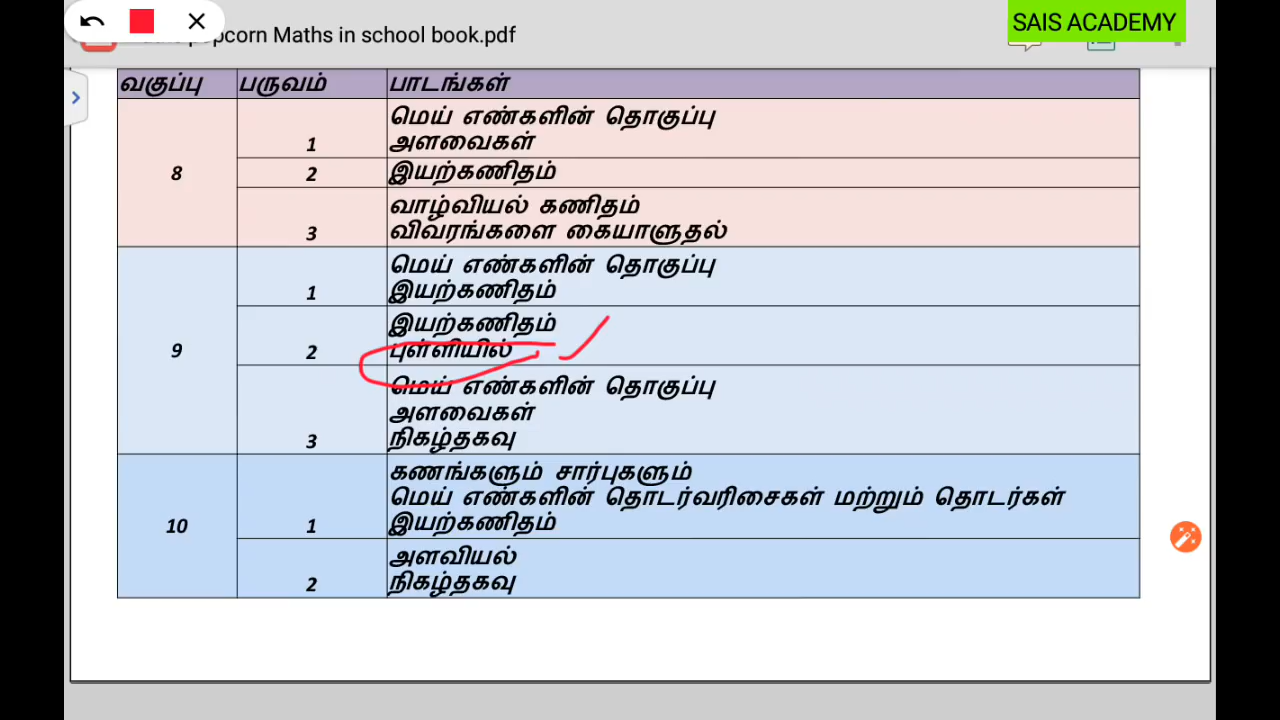 SAIS ACADEMY
popcorn Maths in school book.pdf
வகுப்பு பருவம் பாடங்கள்
8
1
மெய் எண்களின் தொகுப்பு
அளவைகள்
2
இயற்கணிதம்
3
வாழ்வியல் கணிதம்
விவரங்களை கையாளுதல்
9
1
மெய் எண்களின் தொகுப்பு
இயற்கணிதம்
2
இயற்கணிதம்
புள்ளியில்
3
மெய் எண்களின் தொகுப்பு
அளவைகள்
நிகழ்தகவு
10
1
கணங்களும் சார்புகளும்
மெய் எண்களின் தொடர்வரிசைகள் மற்றும் தொடர்கள்
இயற்கணிதம்
2
அளவியல்
நிகழ்தகவு